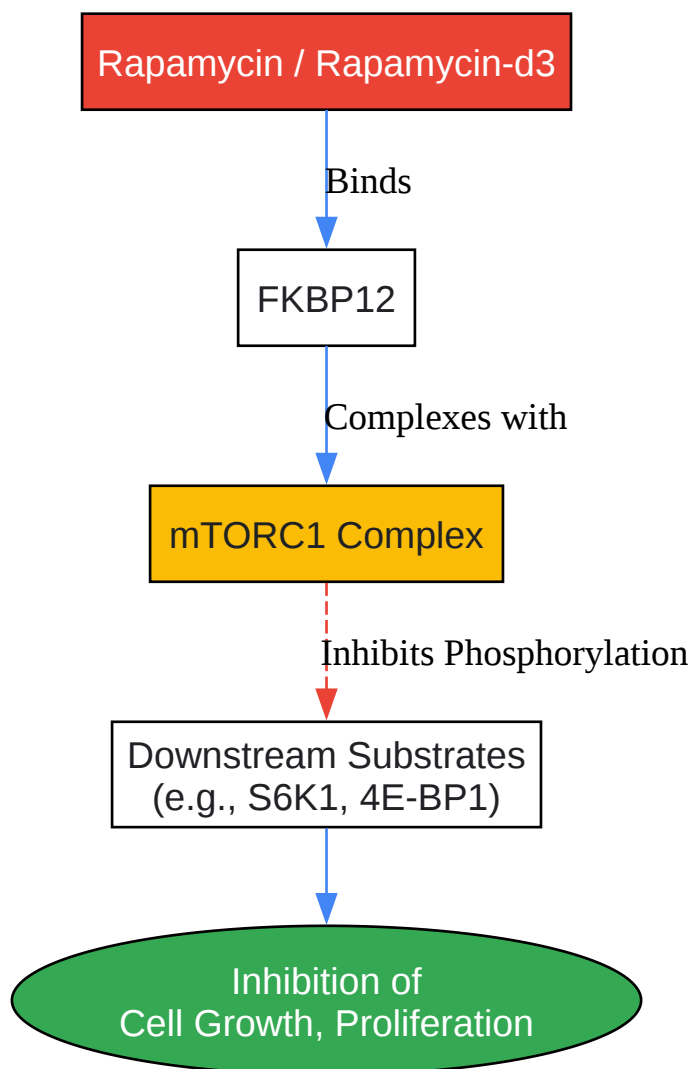 Rapamycin / Rapamycin-d3
Binds
FKBP12
Complexes with
mTORC1 Complex
Inhibits Phosphorylation
Downstream Substrates
(e.g., S6K1, 4E-BP1)
Inhibition of
Cell Growth, Proliferation